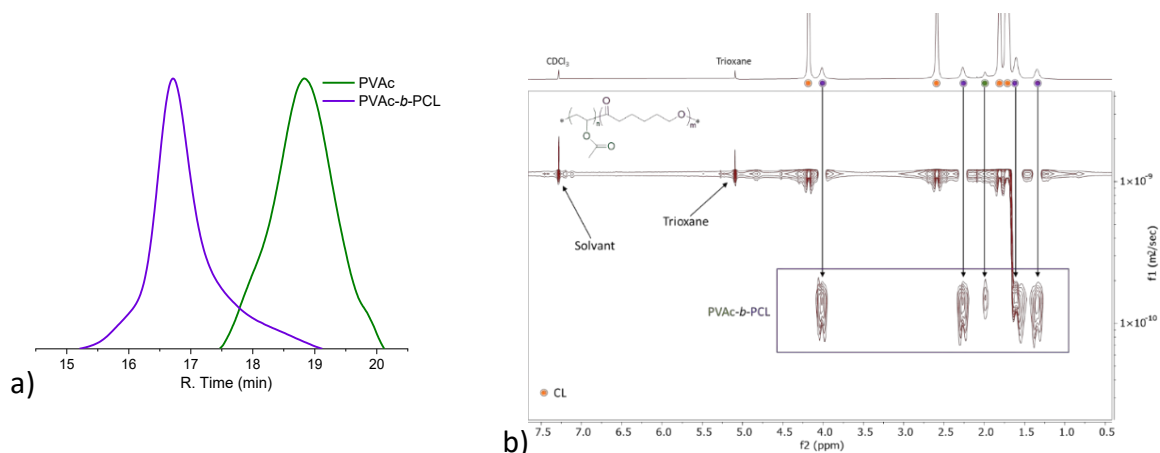 PVAc
PVAc-b-PCL
15 16 17 18 19 20
R. Time (min)
a)
CDCl3
Trioxane
* n O m *
O
O
O
Solvant
Trioxane
PVAc-b-PCL
CL
1×10-9
1×10-10
f1 (m2/sec)
7.5 7.0 6.5 6.0 5.5 5.0 4.5 4.0 3.5 3.0 2.5 2.0 1.5 1.0 0.5
f2 (ppm)
b)